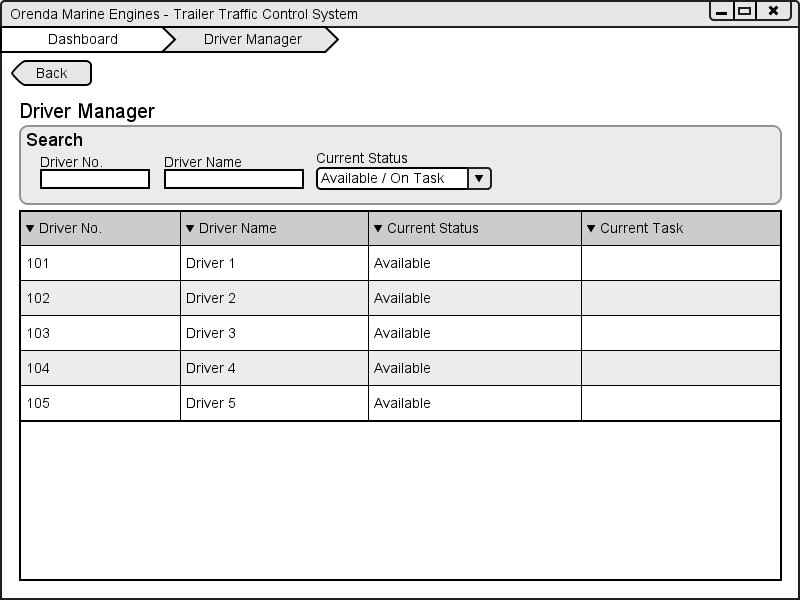 Orenda Marine Engines - Trailer Traffic Control System
Dashboard Driver Manager
Back
Driver Manager
Search
Driver No. Driver Name Current Status
Available / On Task
Driver No. Driver Name Current Status Current Task
101 Driver 1 Available
102 Driver 2 Available
103 Driver 3 Available
104 Driver 4 Available
105 Driver 5 Available